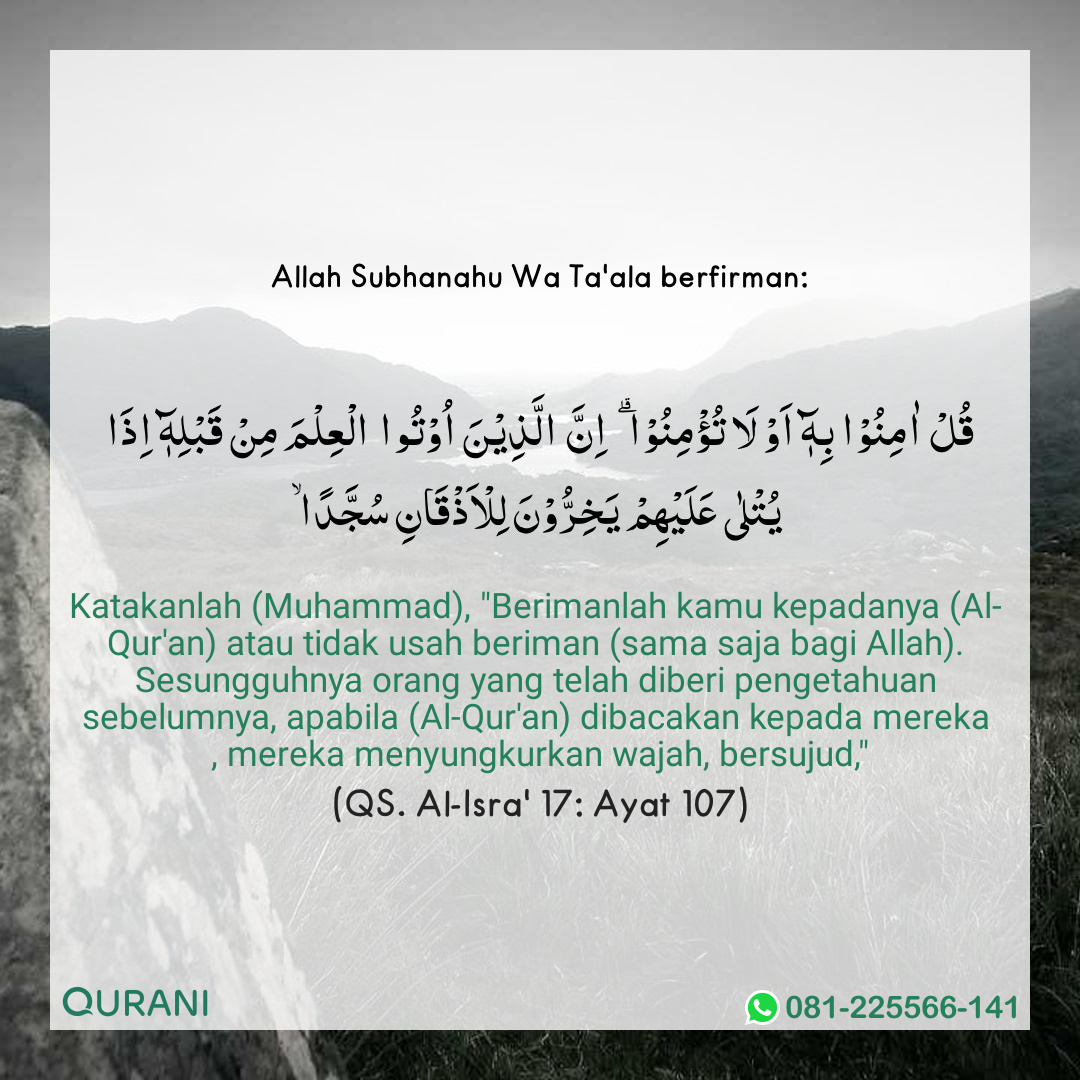 Allah Subhanahu Wa Ta'ala berfirman:
قُلْ اٰمِنُوْا بِهٖٓ اَوْ لَا تُؤْمِنُوْاۗ اِنَّ الَّذِيْنَ اُوْتُوا الْعِلْمَ مِنْ قَبْلِهٖٓ اِذَا
يُتْلٰى عَلَيْهِمْ يَخِرُّوْنَ لِلْاَذْقَانِ سُجَّدًاۙ
Katakanlah (Muhammad), "Berimanlah kamu kepadanya (Al-
Qur'an) atau tidak usah beriman (sama saja bagi Allah).
Sesungguhnya orang yang telah diberi pengetahuan
sebelumnya, apabila (Al-Qur'an) dibacakan kepada mereka
, mereka menyungkurkan wajah, bersujud,"
(QS. Al-Isra' 17: Ayat 107)
QURANI
081-225566-141